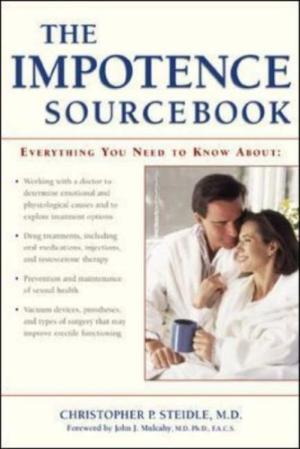 THE
IMPOTENCE
SOURCEBOOK
EVERYTHING YOU NEED TO KNOW ABOUT:
• Working with a doctor to
determine emotional and
physiological causes and to
explore treatment options
• Drug treatments, including
oral medications, injections,
and testosterone therapy
• Prevention and maintenance
of sexual health
• Vacuum devices, prostheses,
and types of surgery that may
improve erectile functioning
CHRISTOPHER P. STEIDLE, M.D.
Foreword by John J. Mulcahy, M.D. Ph.D., F.A.C.S.